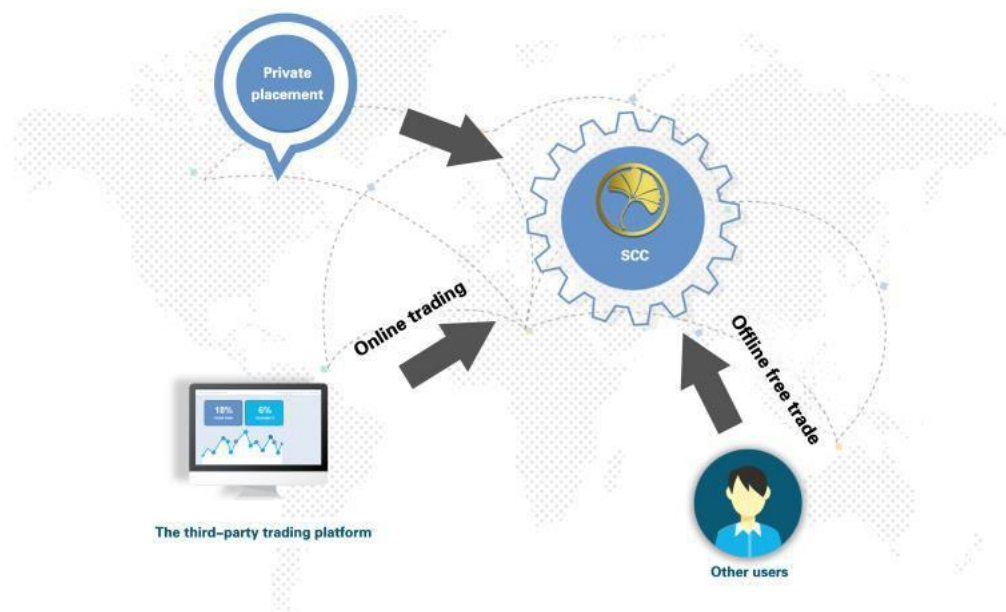 Private
placement
SCC
Online trading
Offline free trade
18%
6%
The third-party trading platform
Other users